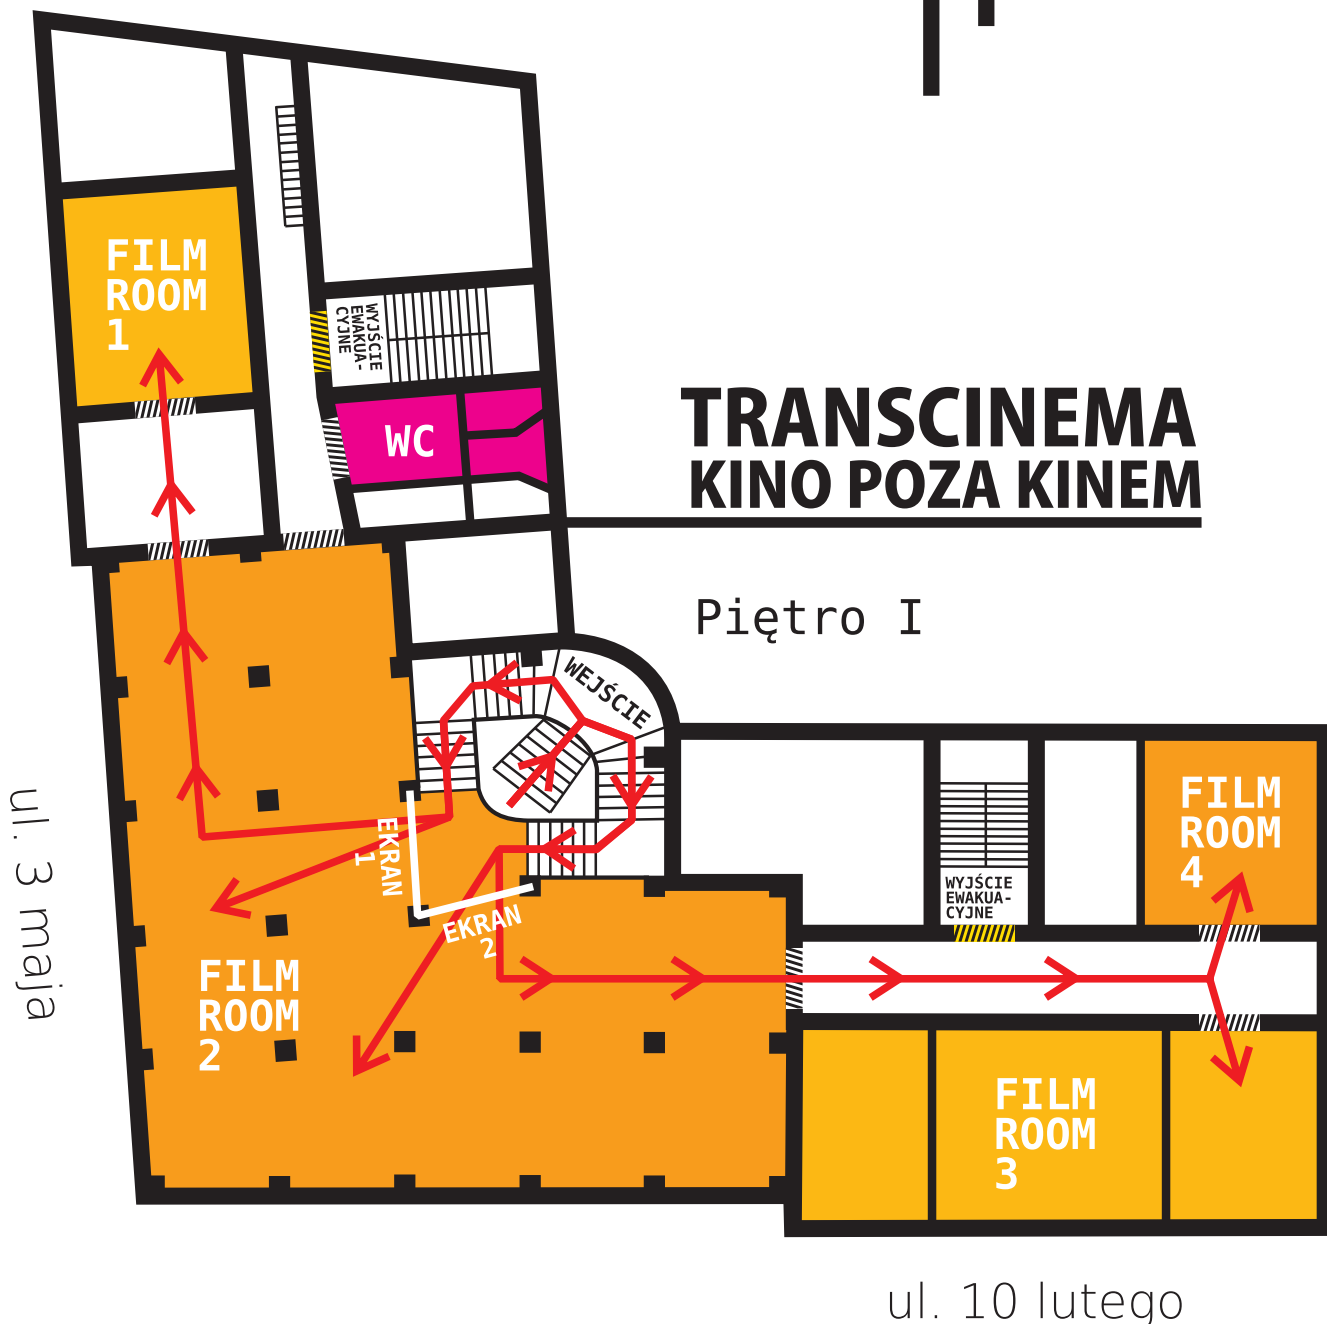 FILM
ROOM
1
WYJŚCIE
EWAKUA-
CYJNE
WC
TRANSCINEMA
KINO POZA KINEM
Piętro I
WEJŚCIE
EKRAN
1
EKRAN
2
FILM
ROOM
2
WYJŚCIE
EWAKUA-
CYJNE
FILM
ROOM
4
FILM
ROOM
3
ul. 3 maja
ul. 10 lutego